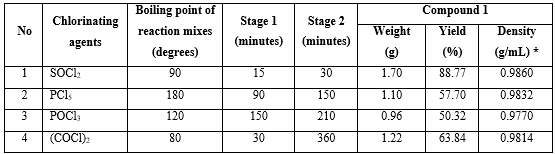 No Chlorinating agents Boiling point of reaction mixes (degrees) Stage 1 (minutes) Stage 2 (minutes) Compound 1
Weight (g) Yield (%) Density (g/mL) *
1 SOCl₂ 90 15 30 1.70 88.77 0.9860
2 PCl₅ 180 90 150 1.10 57.70 0.9832
3 POCl₃ 120 150 210 0.96 50.32 0.9770
4 (COCl)₂ 80 30 360 1.22 63.84 0.9814